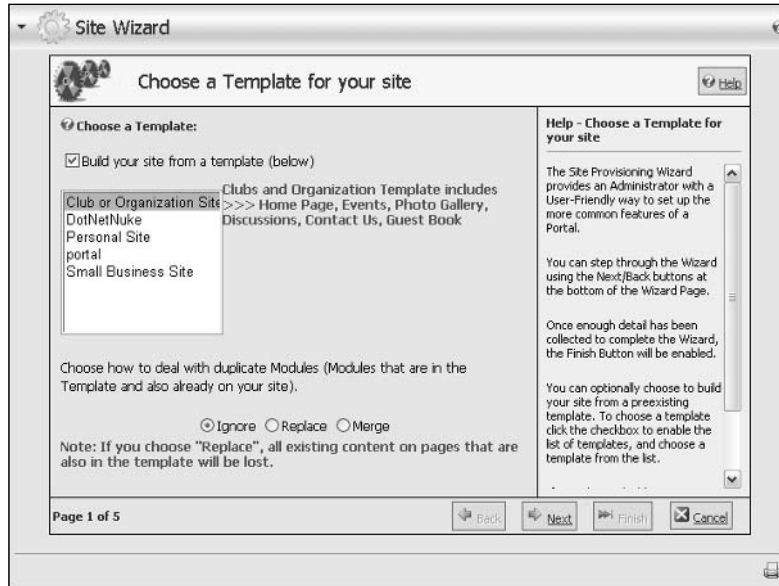 Site Wizard
Choose a Template for your site
Help
Choose a Template:
Build your site from a template (below)
Club or Organization Site
DotNetNuke
Personal Site
portal
Small Business Site
Clubs and Organization Template includes
>>> Home Page, Events, Photo Gallery,
Discussions, Contact Us, Guest Book
Choose how to deal with duplicate Modules (Modules that are in the
Template and also already on your site).
Ignore Replace Merge
Note: If you choose "Replace", all existing content on pages that are
also in the template will be lost.
Help - Choose a Template for
your site
The Site Provisioning Wizard
provides an Administrator with a
User-Friendly way to set up the
more common features of a
Portal.
You can step through the Wizard
using the Next/Back buttons at
the bottom of the Wizard Page.
Once enough detail has been
collected to complete the Wizard,
the Finish Button will be enabled.
You can optionally choose to build
your site from a preexisting
template. To choose a template
click the checkbox to enable the
list of templates, and choose a
template from the list.
Page 1 of 5
Back Next Finish Cancel